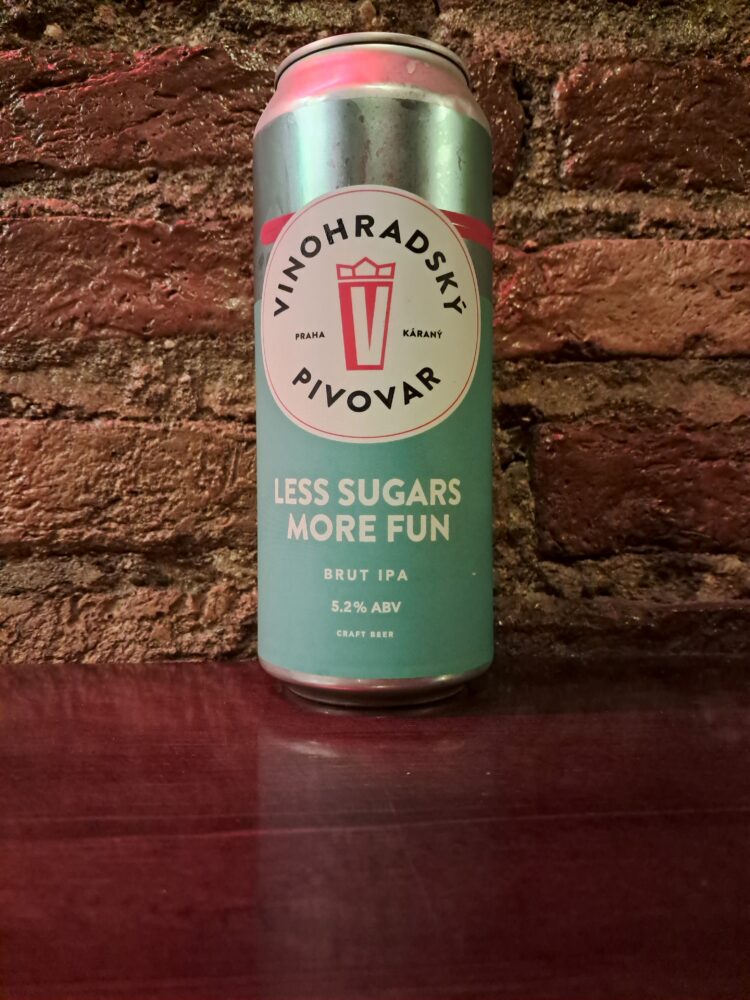 VINOHRADSKÝ
PRAHA KÁRANÝ
PIVOVAR
LESS SUGARS
MORE FUN
BRUT IPA
5.2% ABV
CRAFT BEER